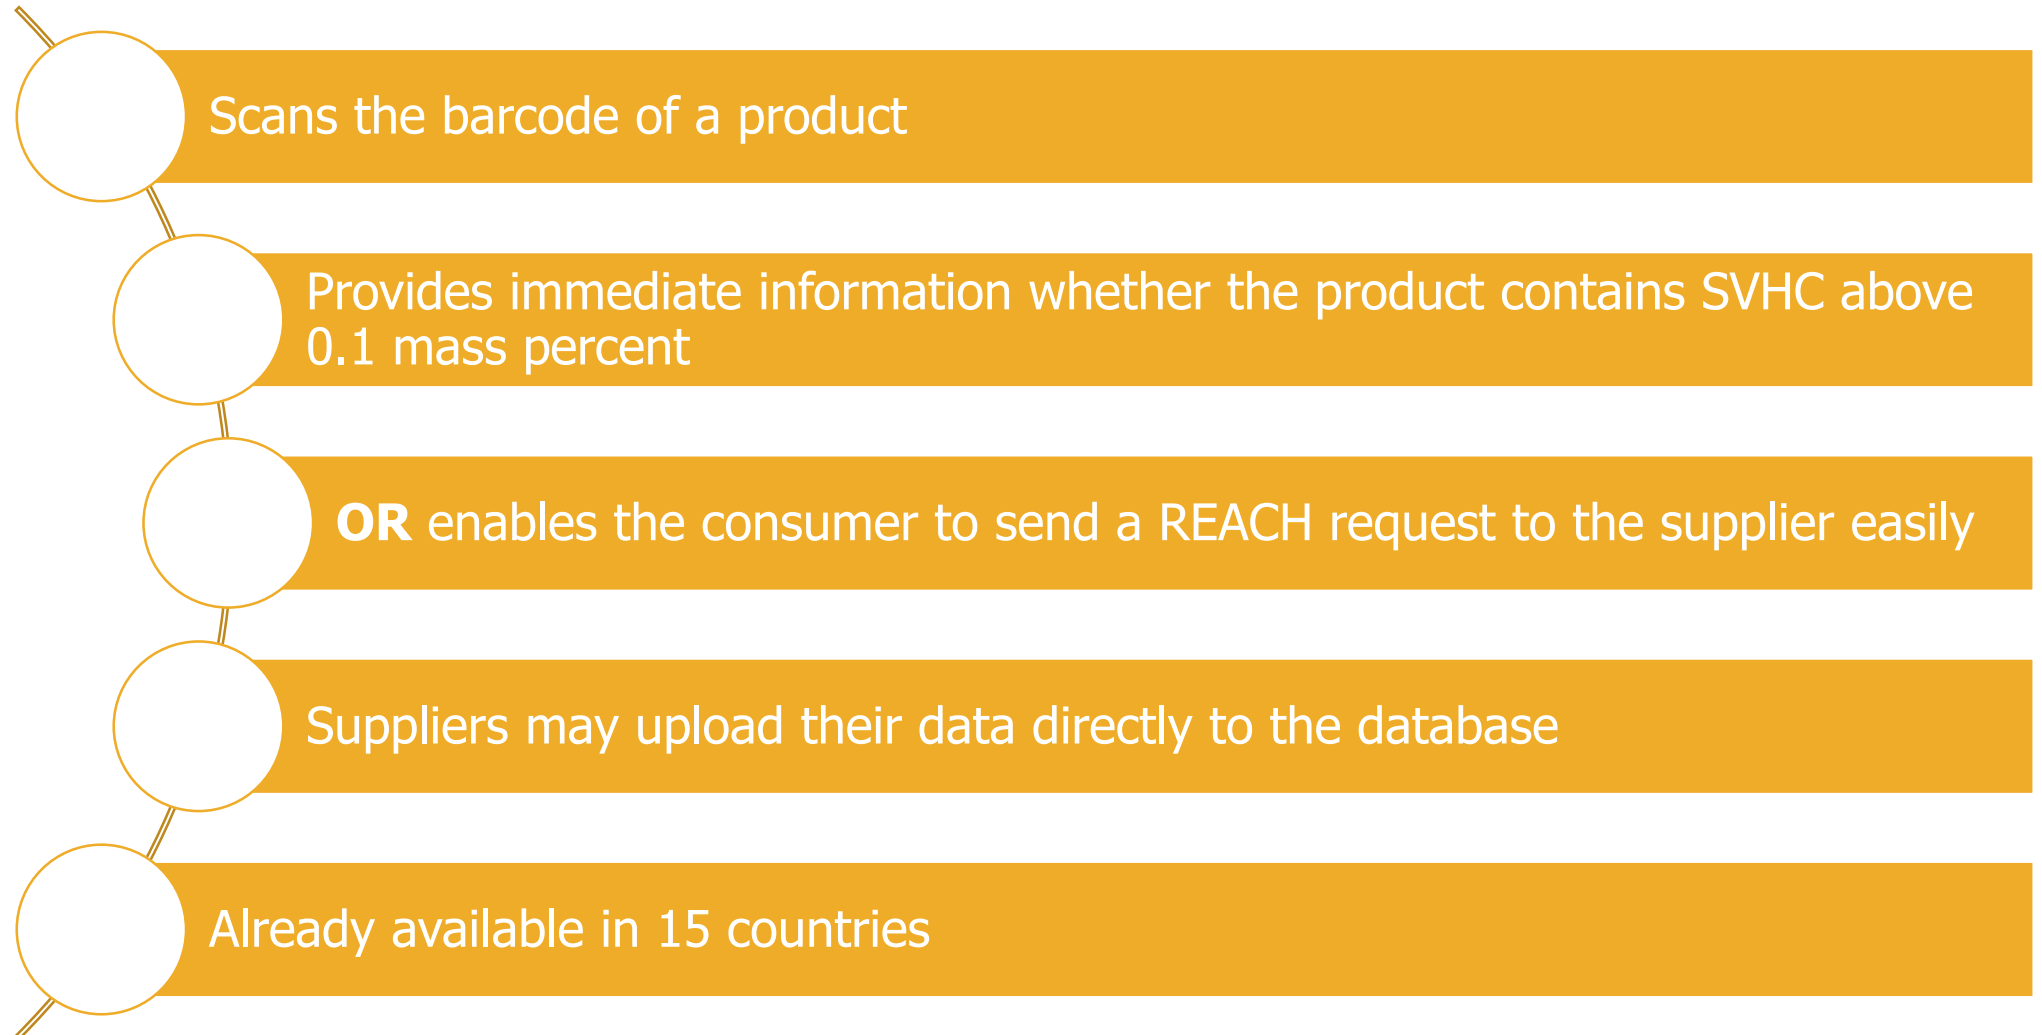 Scans the barcode of a product
Provides immediate information whether the product contains SVHC above
0.1 mass percent
OR enables the consumer to send a REACH request to the supplier easily
Suppliers may upload their data directly to the database
Already available in 15 countries